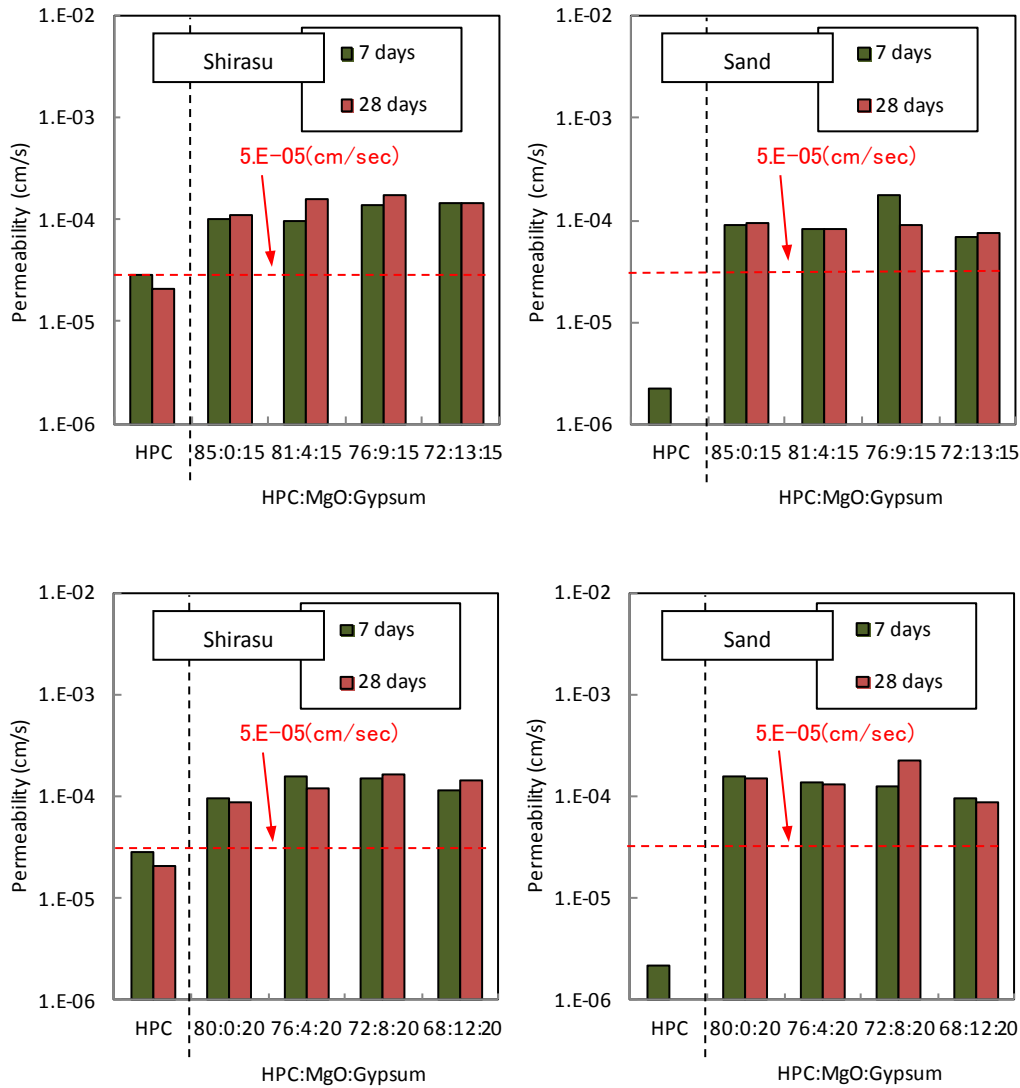 1.E-02
1.E-03
1.E-04
1.E-05
1.E-06
Permeability (cm/s)
Shirasu
7 days
28 days
5.E-05(cm/sec)
HPC 85:0:15 81:4:15 76:9:15 72:13:15
HPC:MgO:Gypsum
1.E-02
1.E-03
1.E-04
1.E-05
1.E-06
Permeability (cm/s)
Sand
7 days
28 days
5.E-05(cm/sec)
HPC 85:0:15 81:4:15 76:9:15 72:13:15
HPC:MgO:Gypsum
1.E-02
1.E-03
1.E-04
1.E-05
1.E-06
Permeability (cm/s)
Shirasu
7 days
28 days
5.E-05(cm/sec)
HPC 80:0:20 76:4:20 72:8:20 68:12:20
HPC:MgO:Gypsum
1.E-02
1.E-03
1.E-04
1.E-05
1.E-06
Permeability (cm/s)
Sand
7 days
28 days
5.E-05(cm/sec)
HPC 80:0:20 76:4:20 72:8:20 68:12:20
HPC:MgO:Gypsum